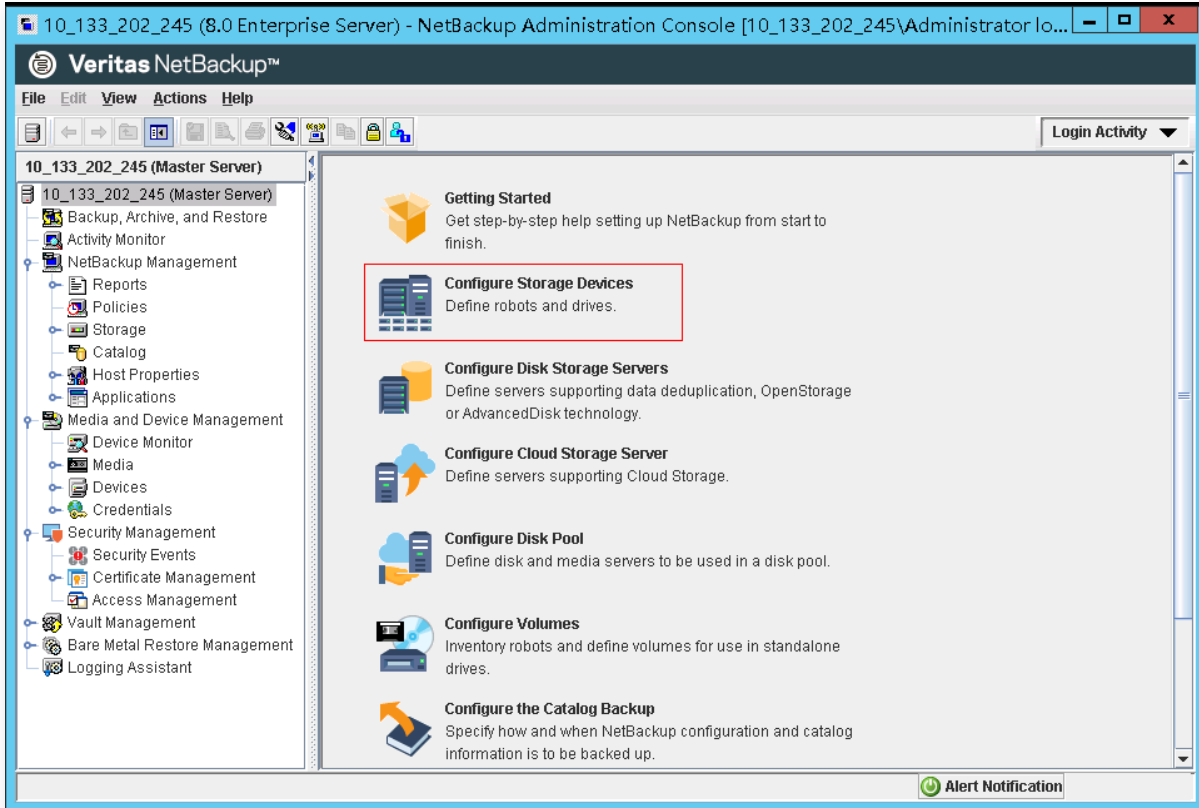 10_133_202_245 (8.0 Enterprise Server) - NetBackup Administration Console [10_133_202_245\Administrator lo...
Veritas NetBackup™
File Edit View Actions Help
Login Activity
10_133_202_245 (Master Server)
10_133_202_245 (Master Server)
Backup, Archive, and Restore
Activity Monitor
NetBackup Management
Reports
Policies
Storage
Catalog
Host Properties
Applications
Media and Device Management
Device Monitor
Media
Devices
Credentials
Security Management
Security Events
Certificate Management
Access Management
Vault Management
Bare Metal Restore Management
Logging Assistant
Getting Started
Get step-by-step help setting up NetBackup from start to
finish.
Configure Storage Devices
Define robots and drives.
Configure Disk Storage Servers
Define servers supporting data deduplication, OpenStorage
or AdvancedDisk technology.
Configure Cloud Storage Server
Define servers supporting Cloud Storage.
Configure Disk Pool
Define disk and media servers to be used in a disk pool.
Configure Volumes
Inventory robots and define volumes for use in standalone
drives.
Configure the Catalog Backup
Specify how and when NetBackup configuration and catalog
information is to be backed up.
Alert Notification